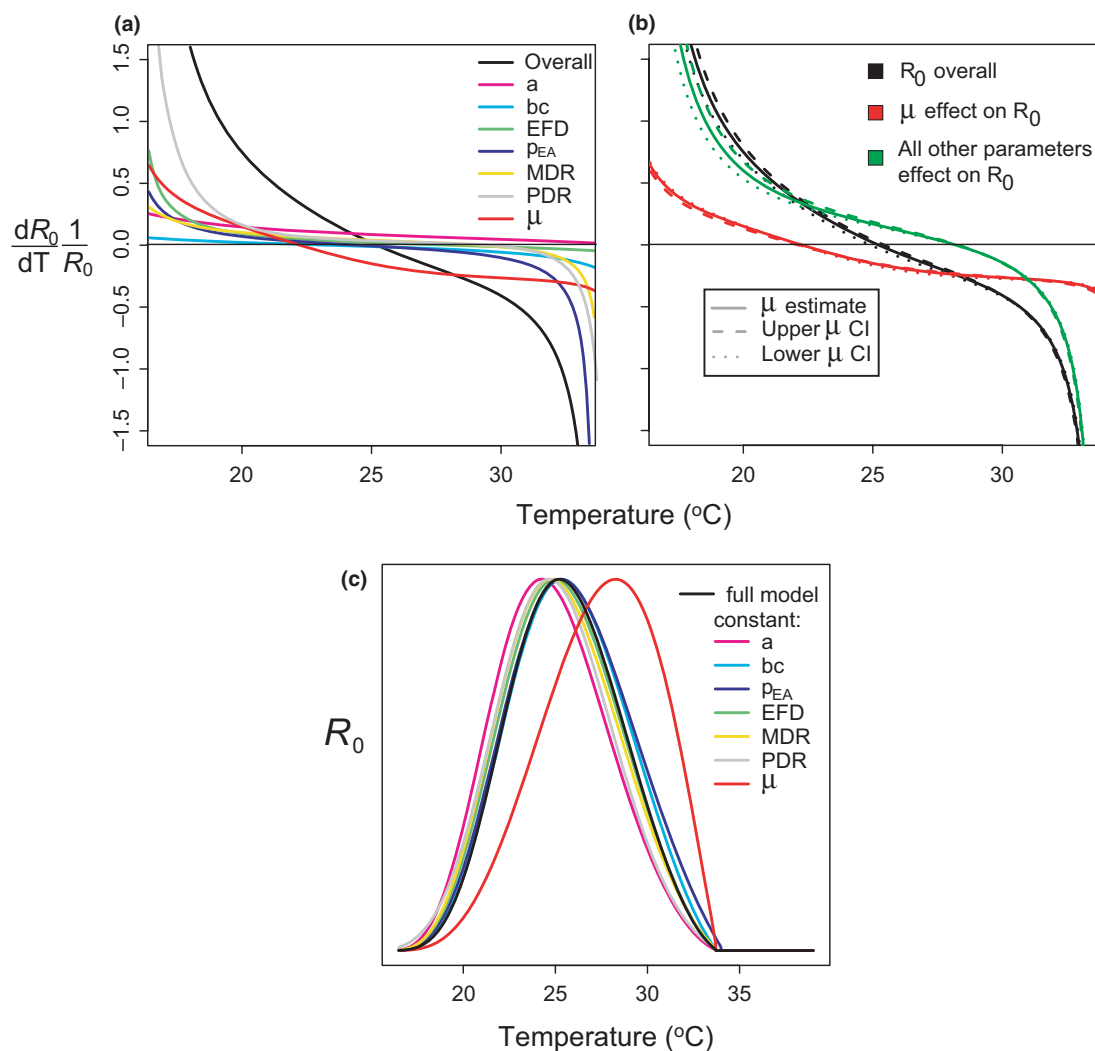 (a)
1.5
1.0
0.5
0.0
−0.5
−1.0
−1.5
dR0 1
dT R0
Overall
a
bc
EFD
pEA
MDR
PDR
μ
20 25 30
(b)
R0 overall
μ effect on R0
All other parameters
effect on R0
μ estimate
Upper μ CI
Lower μ CI
20 25 30
Temperature (oC)
(c)
R0
full model
constant:
a
bc
pEA
EFD
MDR
PDR
μ
20 25 30 35
Temperature (oC)